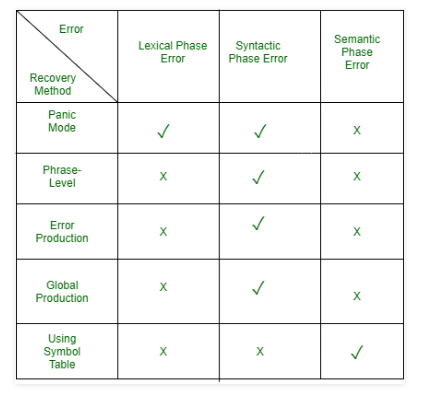 Error
Recovery
Method
Lexical Phase
Error
Syntactic
Phase Error
Semantic
Phase
Error
Panic
Mode
✓ ✓ X
Phrase-
Level
X ✓ X
Error
Production
X ✓ X
Global
Production
X ✓ X
Using
Symbol
Table
X X ✓